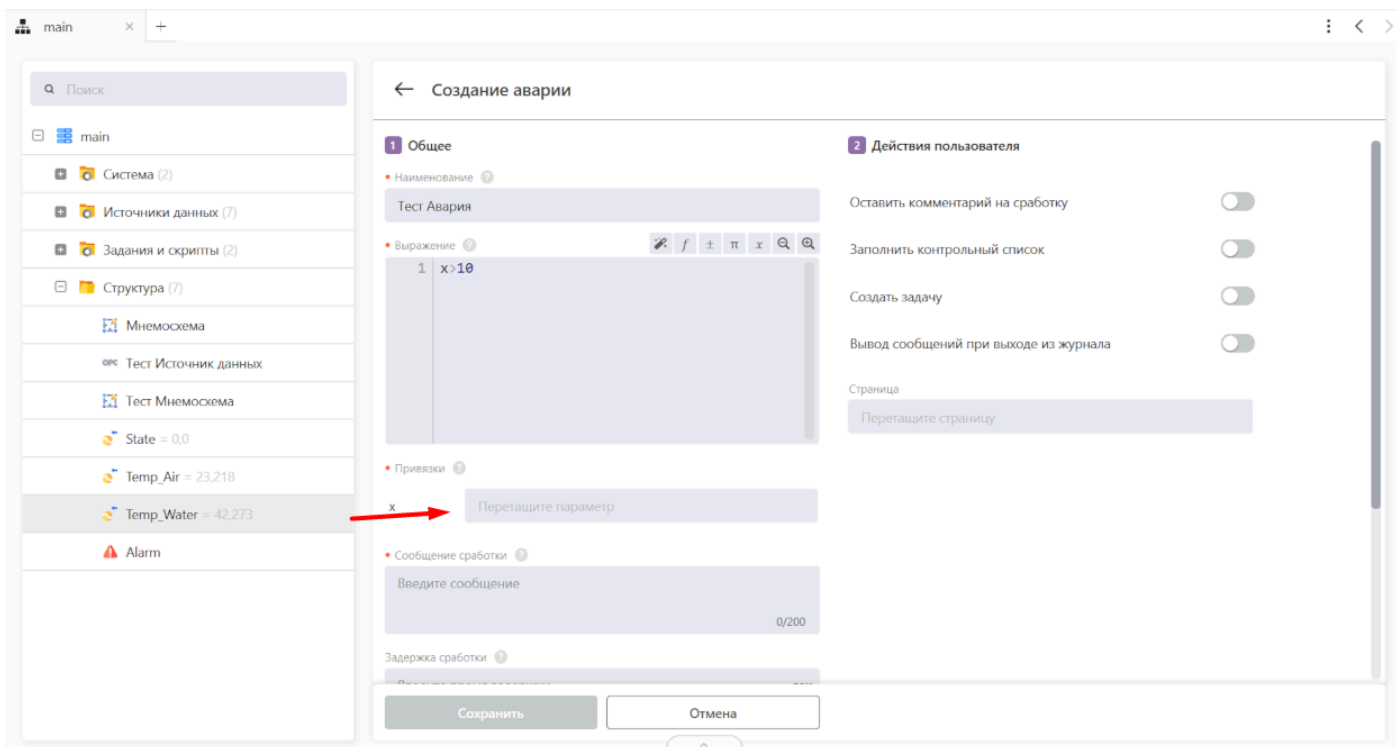 main
Поиск
main
Система (2)
Источники данных (7)
Задания и скрипты (2)
Структура (7)
Мнемосхема
OPC Тест Источник данных
Тест Мнемосхема
State = 0,0
Temp_Air = 23,218
Temp_Water = 42,273
Alarm
Создание аварии
1 Общее
Наименование
Тест Авария
Выражение
f ± π x
1 x>10
Привязки
x Перетащите параметр
Сообщение сработки
Введите сообщение
0/200
Задержка сработки
Сохранить
Отмена
2 Действия пользователя
Оставить комментарий на сработку
Заполнить контрольный список
Создать задачу
Вывод сообщений при выходе из журнала
Страница
Перетащите страницу